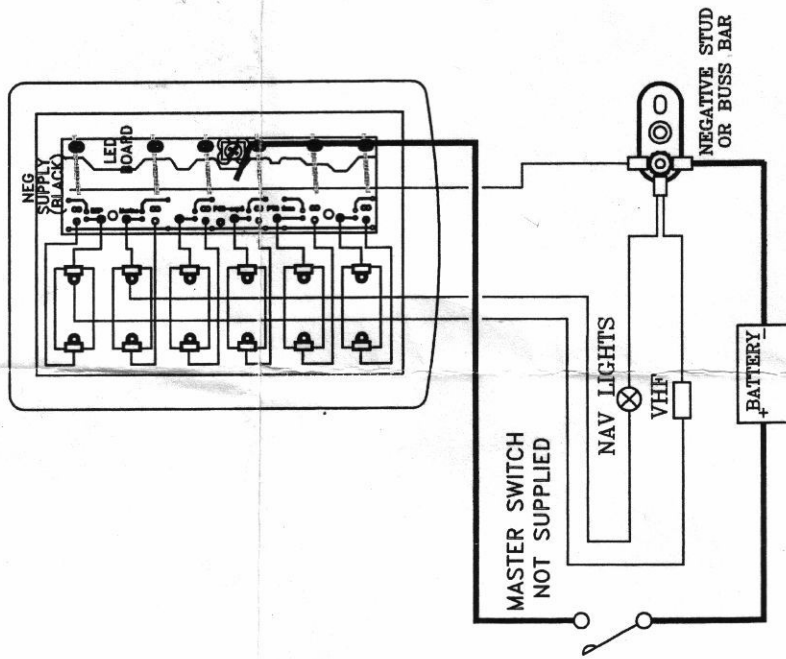 NEG
SUPPLY
(BLACK)
LED
BOARD
NEGATIVE STUD
OR BUSS BAR
NAV LIGHTS
VHF
BATTERY
+
-
MASTER SWITCH
NOT SUPPLIED